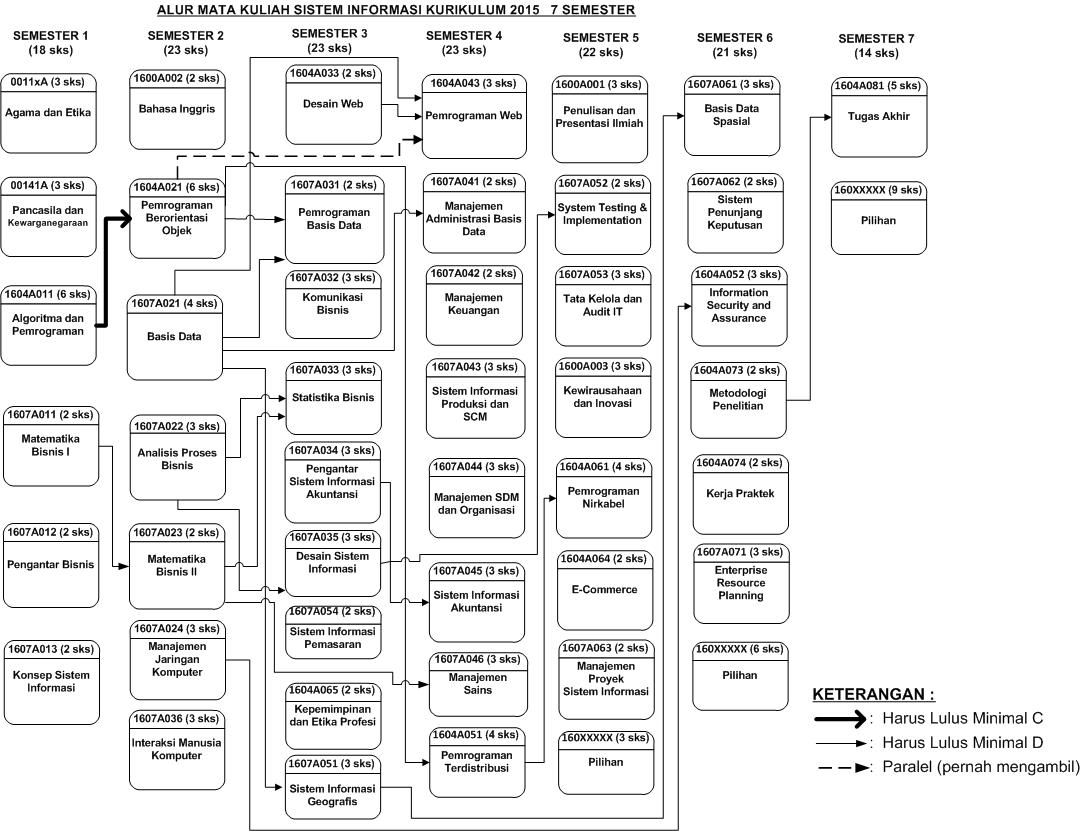 ALUR MATA KULIAH SISTEM INFORMASI KURIKULUM 2015 7 SEMESTER
SEMESTER 1
(18 sks)
0011xA (3 sks)
Agama dan Etika
00141A (3 sks)
Pancasila dan
Kewarganegaraan
1604A011 (6 sks)
Algoritma dan
Pemrograman
1607A011 (2 sks)
Matematika
Bisnis I
1607A012 (2 sks)
Pengantar Bisnis
1607A013 (2 sks)
Konsep Sistem
Informasi
SEMESTER 2
(23 sks)
1600A002 (2 sks)
Bahasa Inggris
1604A021 (6 sks)
Pemrograman
Berorientasi
Objek
1607A021 (4 sks)
Basis Data
1607A022 (3 sks)
Analisis Proses
Bisnis
1607A023 (2 sks)
Matematika
Bisnis II
1607A024 (3 sks)
Manajemen
Jaringan
Komputer
1607A036 (3 sks)
Interaksi Manusia
Komputer
SEMESTER 3
(23 sks)
1604A033 (2 sks)
Desain Web
1607A031 (2 sks)
Pemrograman
Basis Data
1607A032 (3 sks)
Komunikasi
Bisnis
1607A033 (3 sks)
Statistika Bisnis
1607A034 (3 sks)
Pengantar
Sistem Informasi
Akuntansi
1607A035 (3 sks)
Desain Sistem
Informasi
1607A054 (2 sks)
Sistem Informasi
Pemasaran
1604A065 (2 sks)
Kepemimpinan
dan Etika Profesi
1607A051 (3 sks)
Sistem Informasi
Geografis
SEMESTER 4
(23 sks)
1604A043 (3 sks)
Pemrograman Web
1607A041 (2 sks)
Manajemen
Administrasi Basis
Data
1607A042 (2 sks)
Manajemen
Keuangan
1607A043 (3 sks)
Sistem Informasi
Produksi dan
SCM
1607A044 (3 sks)
Manajemen SDM
dan Organisasi
1607A045 (3 sks)
Sistem Informasi
Akuntansi
1607A046 (3 sks)
Manajemen
Sains
1604A051 (4 sks)
Pemrograman
Terdistribusi
SEMESTER 5
(22 sks)
1600A001 (3 sks)
Penulisan dan
Presentasi Ilmiah
1607A052 (2 sks)
System Testing &
Implementation
1607A053 (3 sks)
Tata Kelola dan
Audit IT
1600A003 (3 sks)
Kewirausahaan
dan Inovasi
1604A061 (4 sks)
Pemrograman
Nirkabel
1604A064 (2 sks)
E-Commerce
1607A063 (2 sks)
Manajemen
Proyek
Sistem Informasi
160XXXXX (3 sks)
Pilihan
SEMESTER 6
(21 sks)
1607A061 (3 sks)
Basis Data
Spasial
1607A062 (2 sks)
Sistem
Penunjang
Keputusan
1604A052 (3 sks)
Information
Security and
Assurance
1604A073 (2 sks)
Metodologi
Penelitian
1604A074 (2 sks)
Kerja Praktek
1607A071 (3 sks)
Enterprise
Resource
Planning
160XXXXX (6 sks)
Pilihan
SEMESTER 7
(14 sks)
1604A081 (5 sks)
Tugas Akhir
160XXXXX (9 sks)
Pilihan
KETERANGAN :
: Harus Lulus Minimal C
: Harus Lulus Minimal D
: Paralel (pernah mengambil)